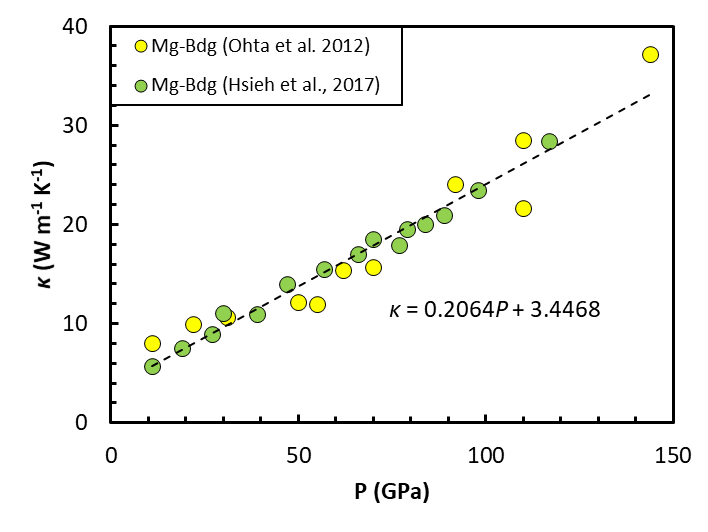 40
30
20
10
0
κ (W m⁻¹ K⁻¹)
Mg-Bdg (Ohta et al. 2012)
Mg-Bdg (Hsieh et al., 2017)
κ = 0.2064P + 3.4468
0 50 100 150
P (GPa)